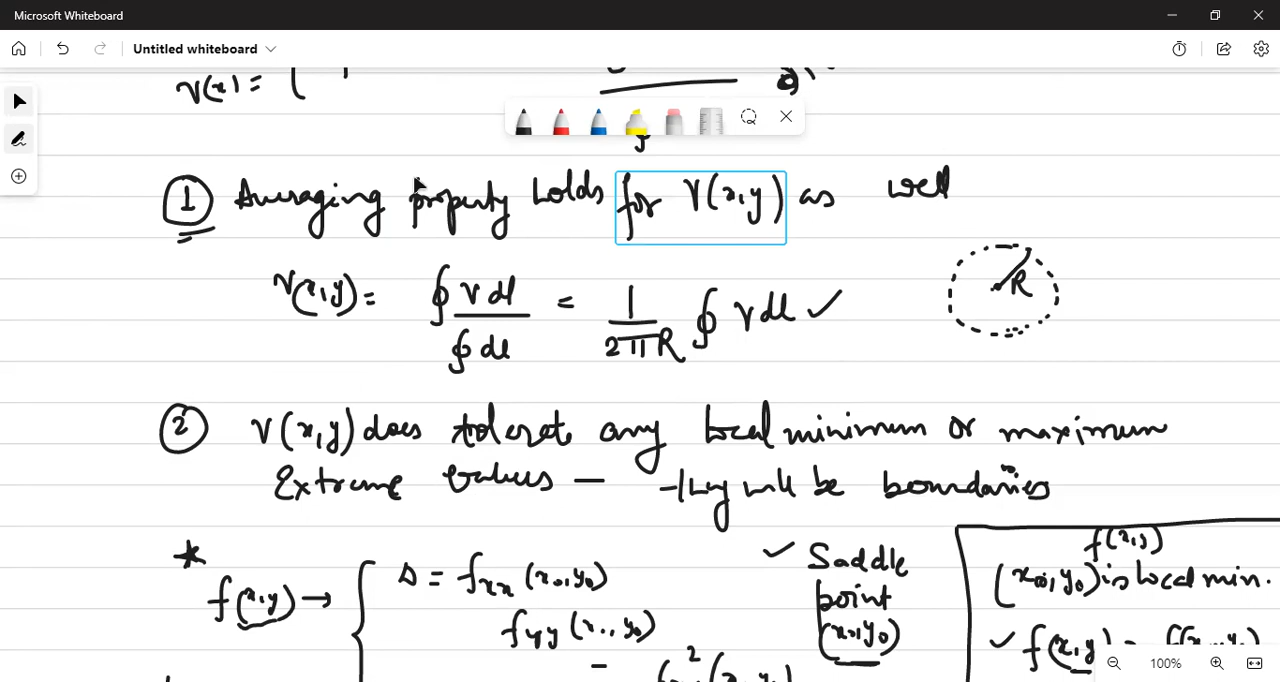 Microsoft Whiteboard
Untitled whiteboard
V(x) =
① Averaging property holds for V(x,y) as well
V(x,y) = ∮ V dl / ∮ dl = 1 / 2πR ∮ V dl ✓
R
② V(x,y) does tolerate any local minimum or maximum
Extreme values — they will be boundaries
★
f(x,y) → { Δ = fxx (x₀,y₀)
fyy (x₀,y₀)
–
✓ Saddle
point
(x₀,y₀)
f(x,y)
(x₀,y₀) is local min.
✓ f(x,y)
100%